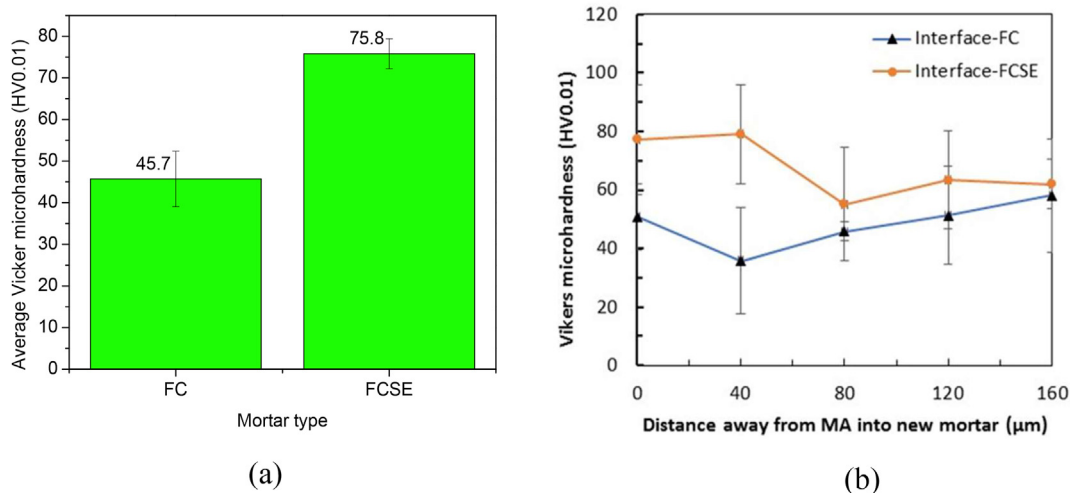 Average Vicker microhardness (HV0.01)
80
70
60
50
40
30
20
10
0
45.7
75.8
FC
FCSE
Mortar type
(a)
Vikers microhardness (HV0.01)
120
100
80
60
40
20
0
Interface-FC
Interface-FCSE
0 40 80 120 160
Distance away from MA into new mortar (μm)
(b)